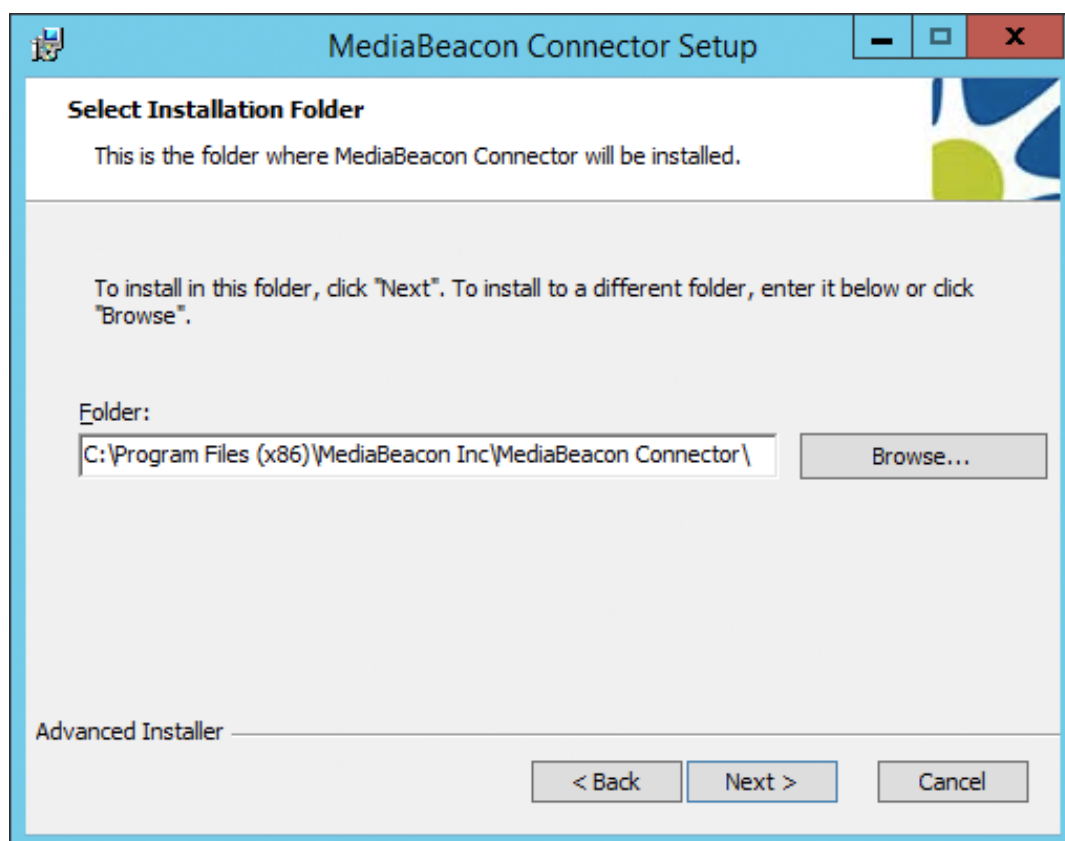 MediaBeacon Connector Setup
Select Installation Folder
This is the folder where MediaBeacon Connector will be installed.
To install in this folder, click "Next". To install to a different folder, enter it below or click
"Browse".
Folder:
C:\Program Files (x86)\MediaBeacon Inc\MediaBeacon Connector\
Browse...
Advanced Installer
< Back
Next >
Cancel